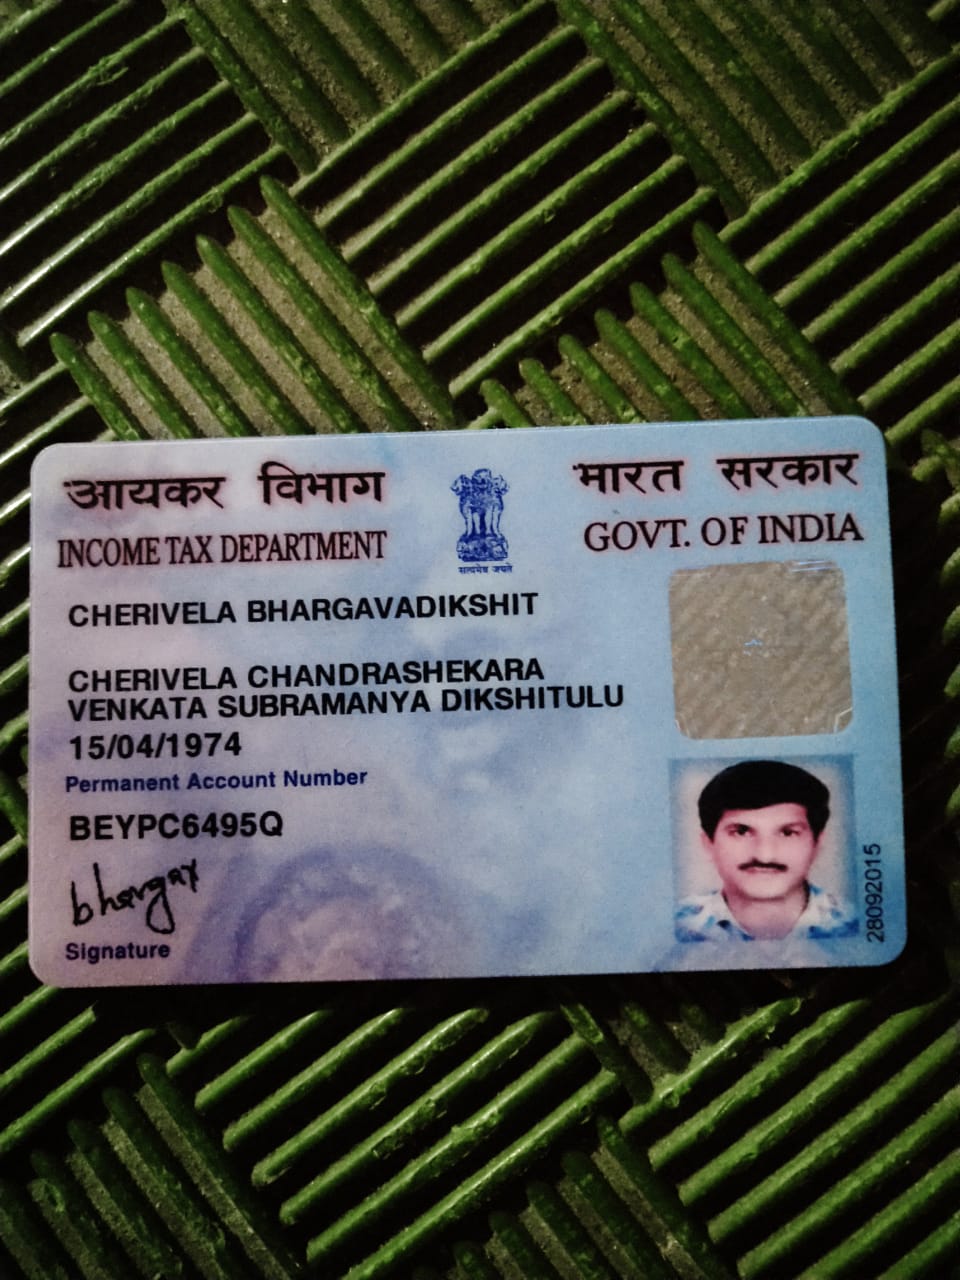 आयकर विभाग
INCOME TAX DEPARTMENT
सत्यमेव जयते
भारत सरकार
GOVT. OF INDIA
CHERIVELA BHARGAVADIKSHIT
CHERIVELA CHANDRASHEKARA
VENKATA SUBRAMANYA DIKSHITULU
15/04/1974
Permanent Account Number
BEYPC6495Q
bhargav
Signature
28092015